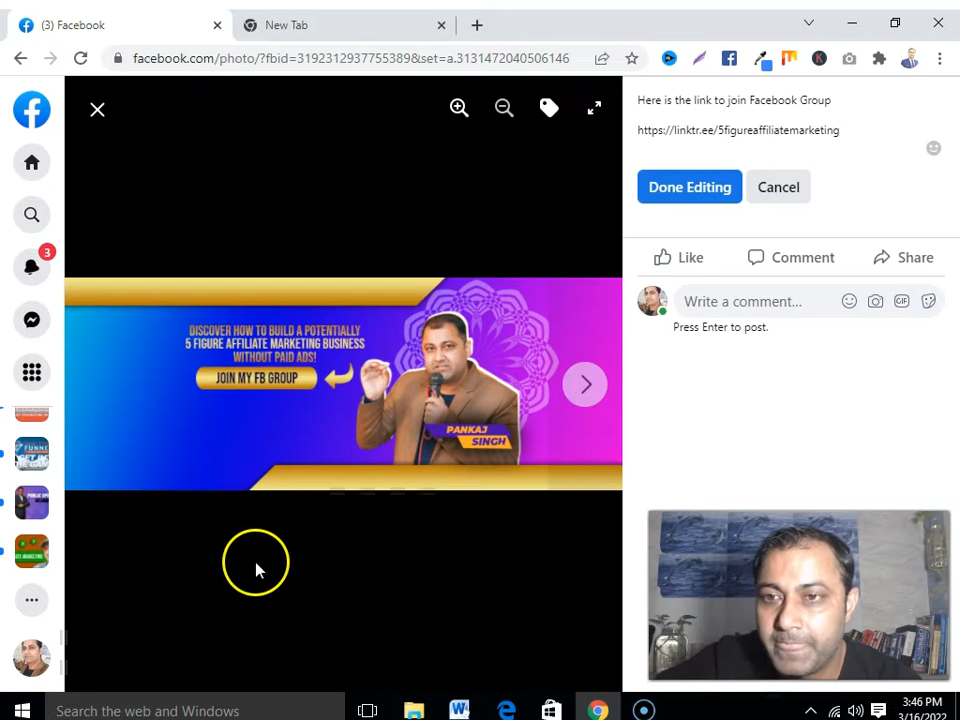 (3) Facebook
New Tab
facebook.com/photo/?fbid=3192312937755389&set=a.3131472040506146
3
Here is the link to join Facebook Group
https://linktr.ee/5figureaffiliatemarketing
Done Editing
Cancel
Like
Comment
Share
Write a comment...
GIF
Press Enter to post.
DISCOVER HOW TO BUILD A POTENTIALLY
5 FIGURE AFFILIATE MARKETING BUSINESS
WITHOUT PAID ADS!
JOIN MY FB GROUP
PANKAJ
SINGH
Search the web and Windows
3:46 PM
3/16/2022